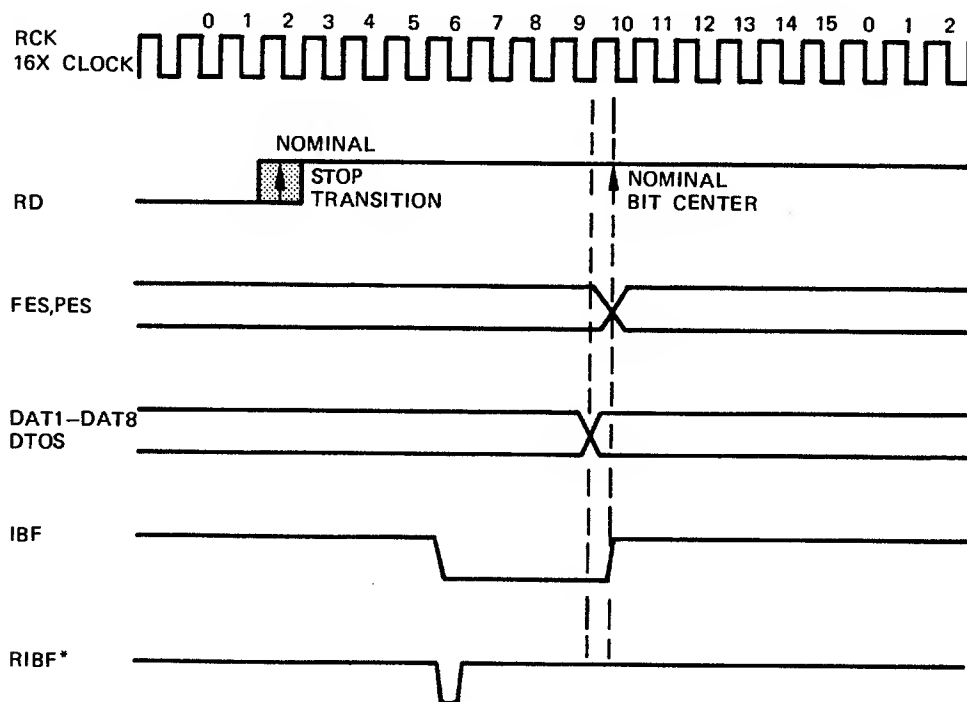 0 1 2 3 4 5 6 7 8 9 10 11 12 13 14 15 0 1 2
RCK
16X CLOCK
NOMINAL
STOP
TRANSITION
RD
NOMINAL
BIT CENTER
FES,PES
DAT1–DAT8
DTOS
IBF
RIBF*